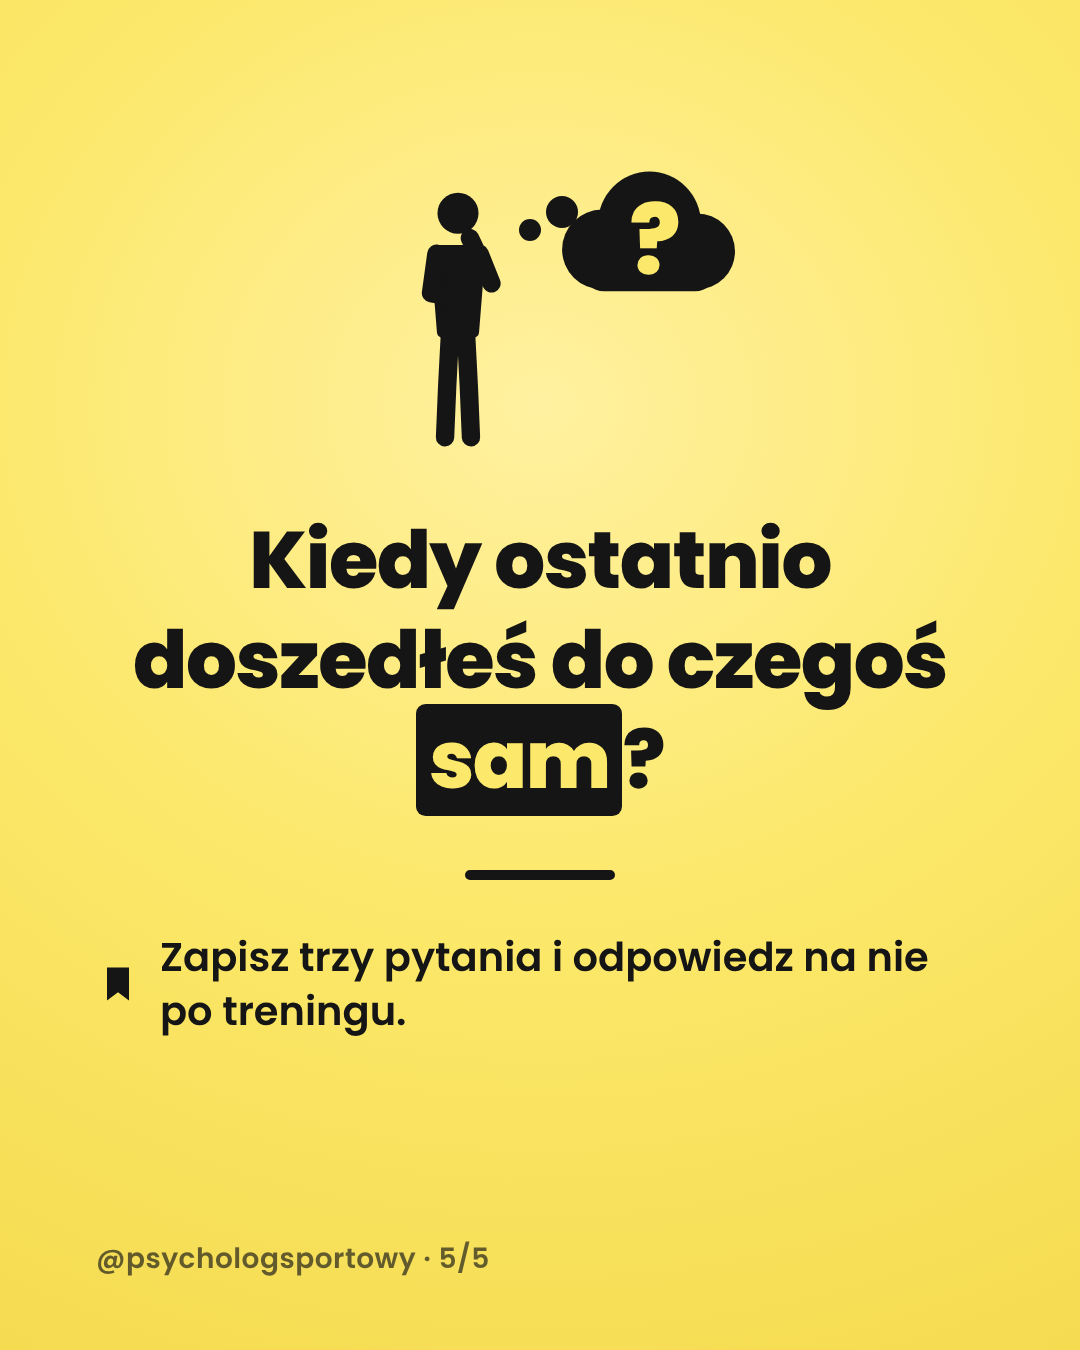 ?
Kiedy ostatnio
doszedłeś do czegoś
sam?
Zapisz trzy pytania i odpowiedz na nie
po treningu.
@psychologsportowy · 5/5